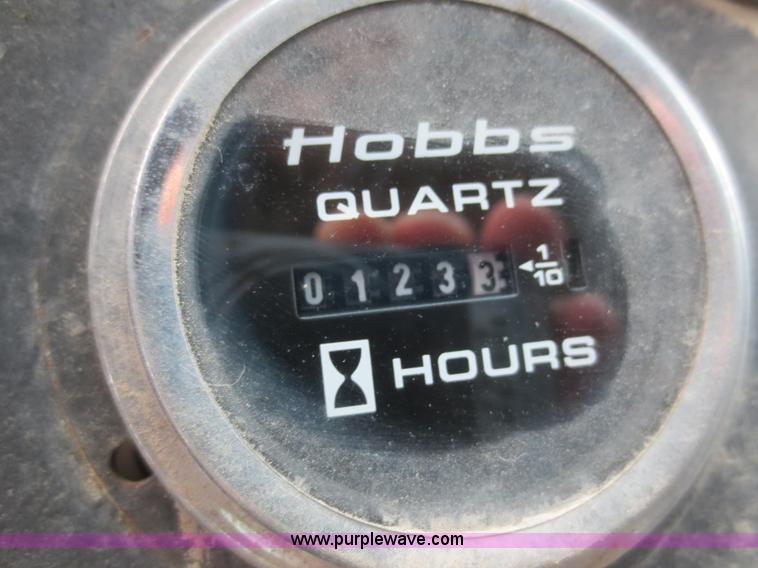 Hobbs
QUARTZ
01233 ◄1/10
HOURS
www.purplewave.com